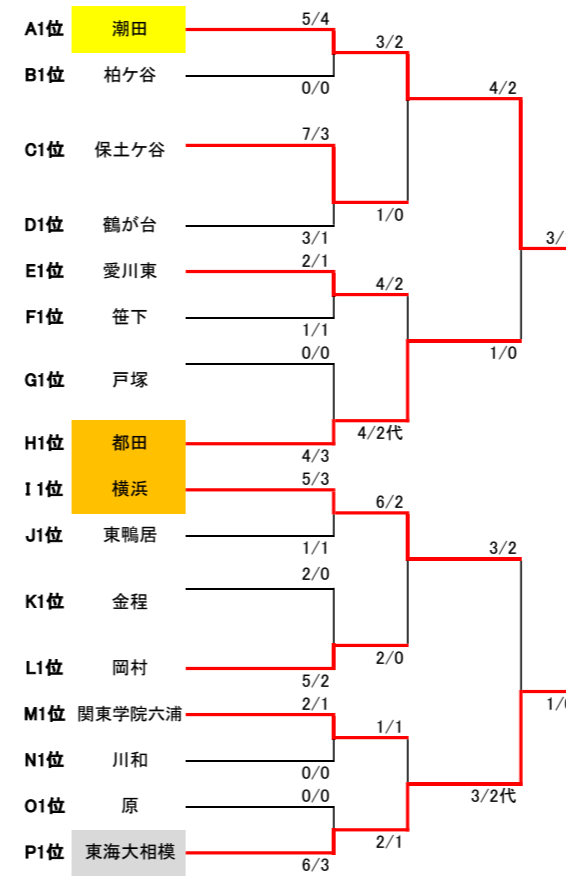 5/4
A1位 潮田
3/2
B1位 柏ケ谷
0/0
4/2
7/3
C1位 保土ケ谷
1/0
D1位 鶴が台
3/1
3/
2/1
E1位 愛川東
4/2
F1位 笹下
1/1
0/0
1/0
G1位 戸塚
4/2代
H1位 都田
4/3
5/3
I 1位 横浜
6/2
J1位 東鴨居
1/1
3/2
2/0
K1位 金程
2/0
L1位 岡村
5/2
2/1
1/
M1位 関東学院六浦
1/1
N1位 川和
0/0
0/0
3/2代
O1位 原
2/1
P1位 東海大相模
6/3